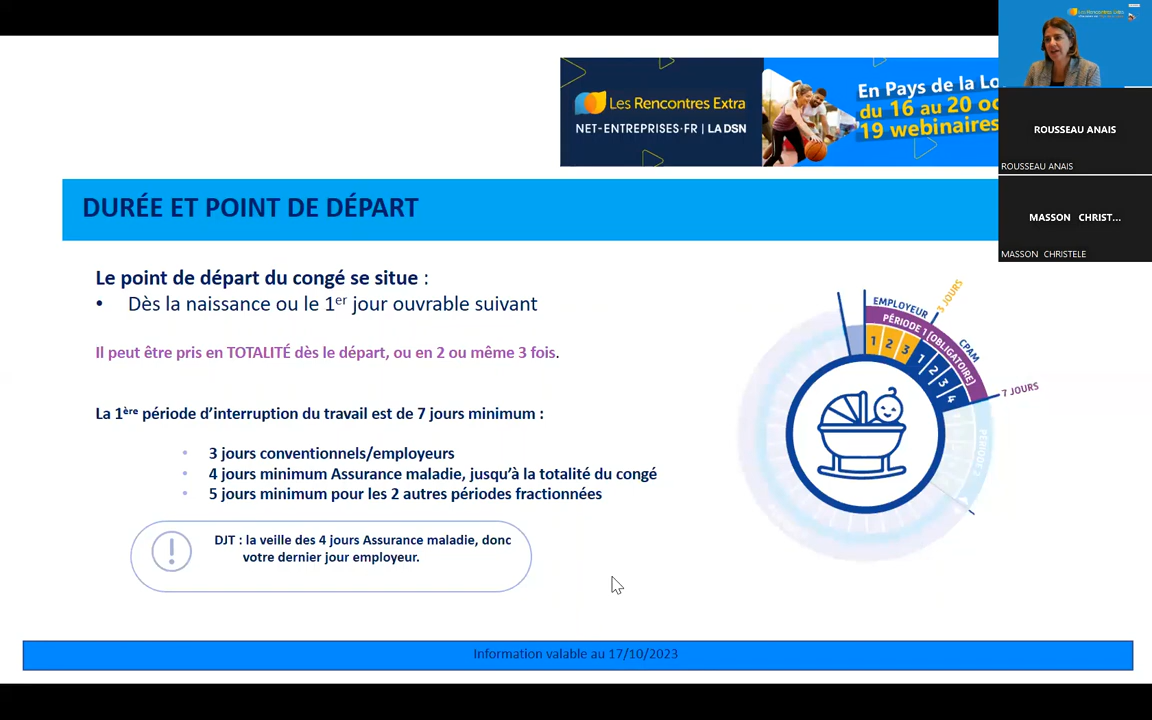 Les Rencontres Extra
NET-ENTREPRISES·FR | LA DSN
En Pays de la Lo
du 16 au 20 oc
19 webinaires
ROUSSEAU ANAIS
ROUSSEAU ANAIS
MASSON CHRIST...
MASSON CHRISTELE
DURÉE ET POINT DE DÉPART
Le point de départ du congé se situe :
• Dès la naissance ou le 1er jour ouvrable suivant
Il peut être pris en TOTALITÉ dès le départ, ou en 2 ou même 3 fois.
La 1ère période d'interruption du travail est de 7 jours minimum :
• 3 jours conventionnels/employeurs
• 4 jours minimum Assurance maladie, jusqu'à la totalité du congé
• 5 jours minimum pour les 2 autres périodes fractionnées
! DJT : la veille des 4 jours Assurance maladie, donc
votre dernier jour employeur.
EMPLOYEUR
3 JOURS
PÉRIODE 1 (OBLIGATOIRE)
CPAM
1 2 3 1 2 3 4
7 JOURS
PÉRIODE 2
Information valable au 17/10/2023